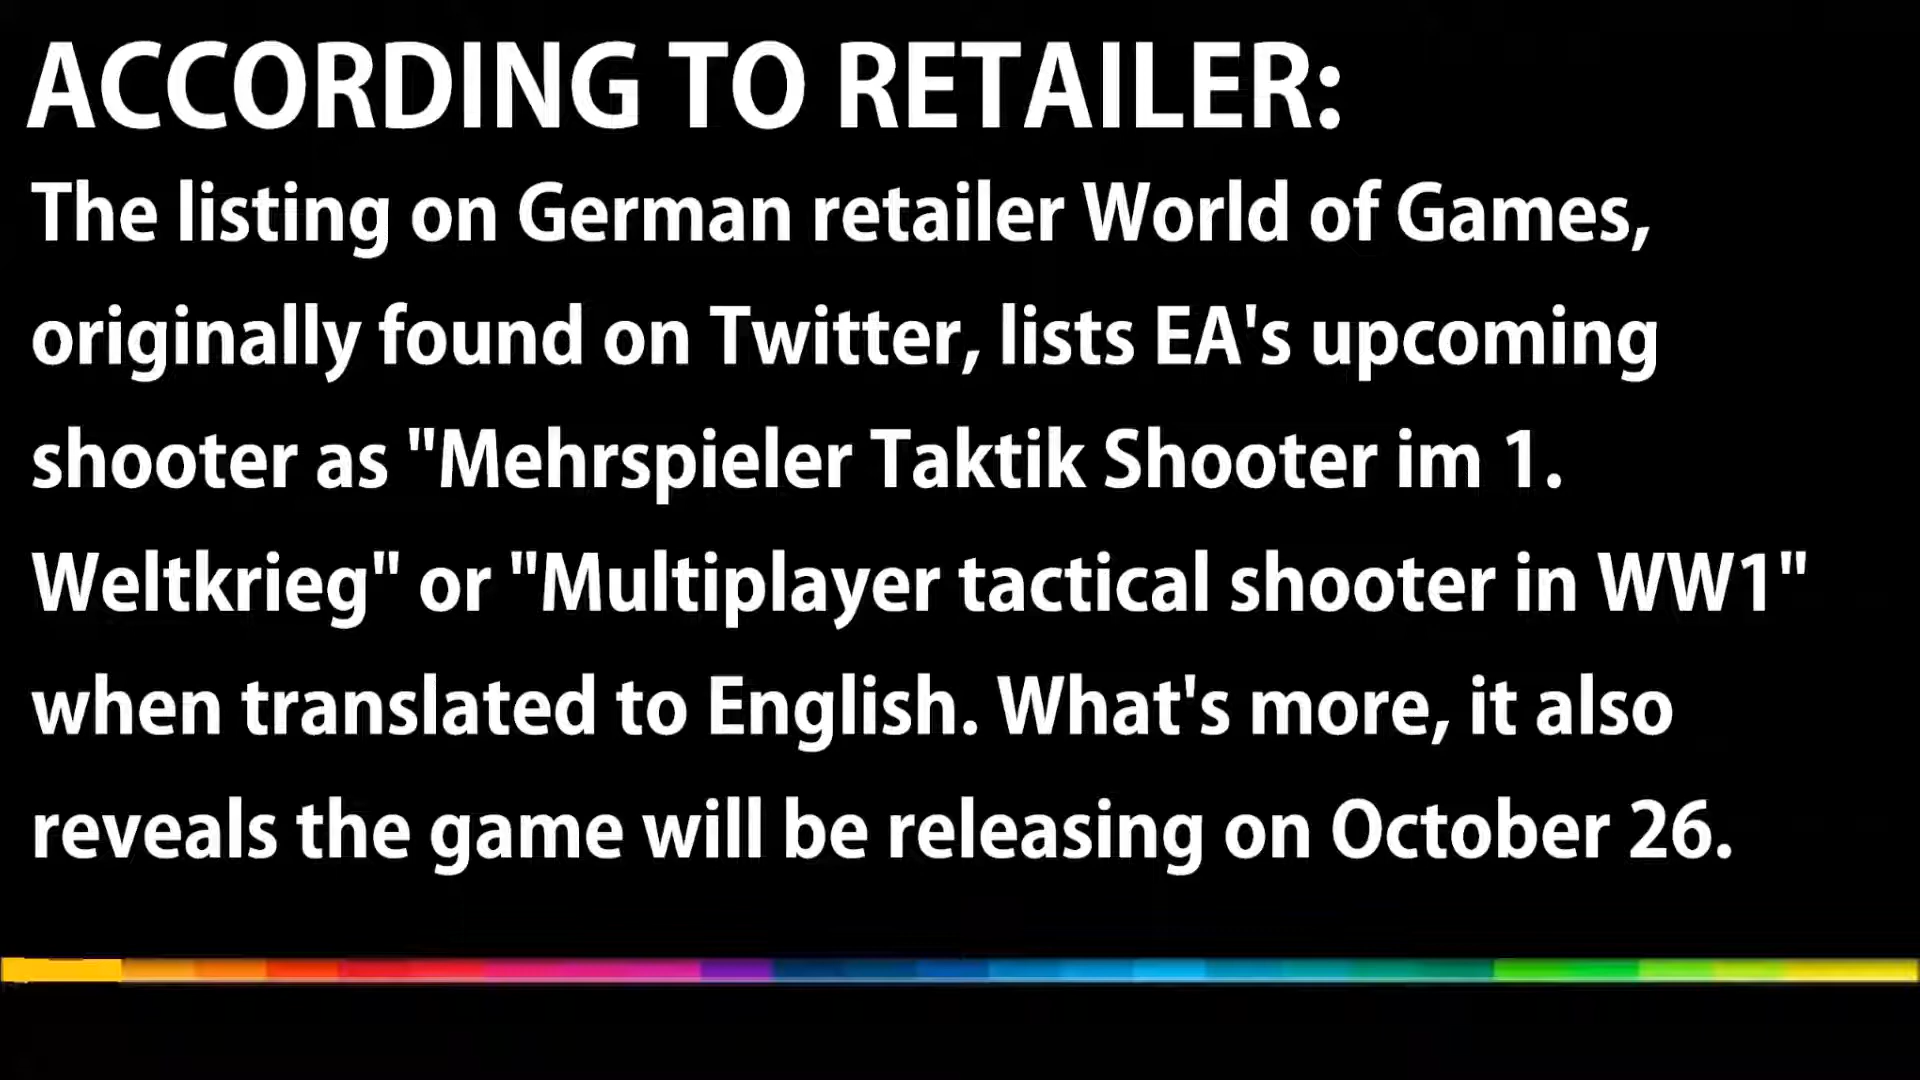 ACCORDING TO RETAILER:
The listing on German retailer World of Games,
originally found on Twitter, lists EA's upcoming
shooter as "Mehrspieler Taktik Shooter im 1.
Weltkrieg" or "Multiplayer tactical shooter in WW1"
when translated to English. What's more, it also
reveals the game will be releasing on October 26.